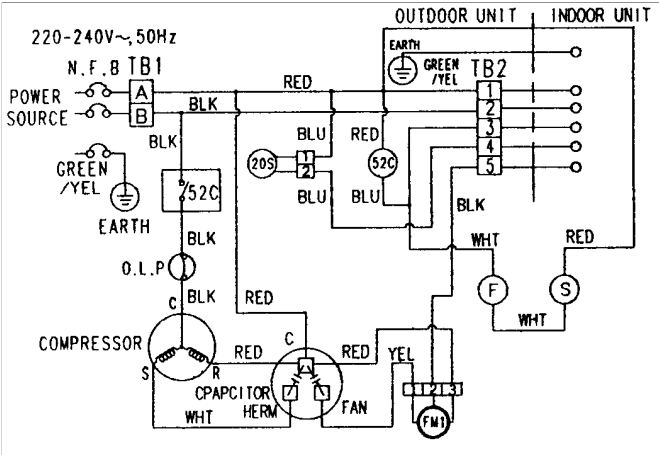 OUTDOOR UNIT INDOOR UNIT
220-240V~,50Hz
EARTH
N.F.B TB1
GREEN
/YEL
TB2
RED
POWER
SOURCE
A
B
BLK
1
2
3
4
5
BLU
RED
BLK
20S
1
2
52C
GREEN
/YEL
EARTH
52C
BLU
BLU
BLK
BLK
WHT
RED
O.L.P
F
S
BLK
C
RED
WHT
COMPRESSOR
C
S
R
RED
RED
YEL
CPAPCITOR
HERM
FAN
1 2 3
WHT
FM1